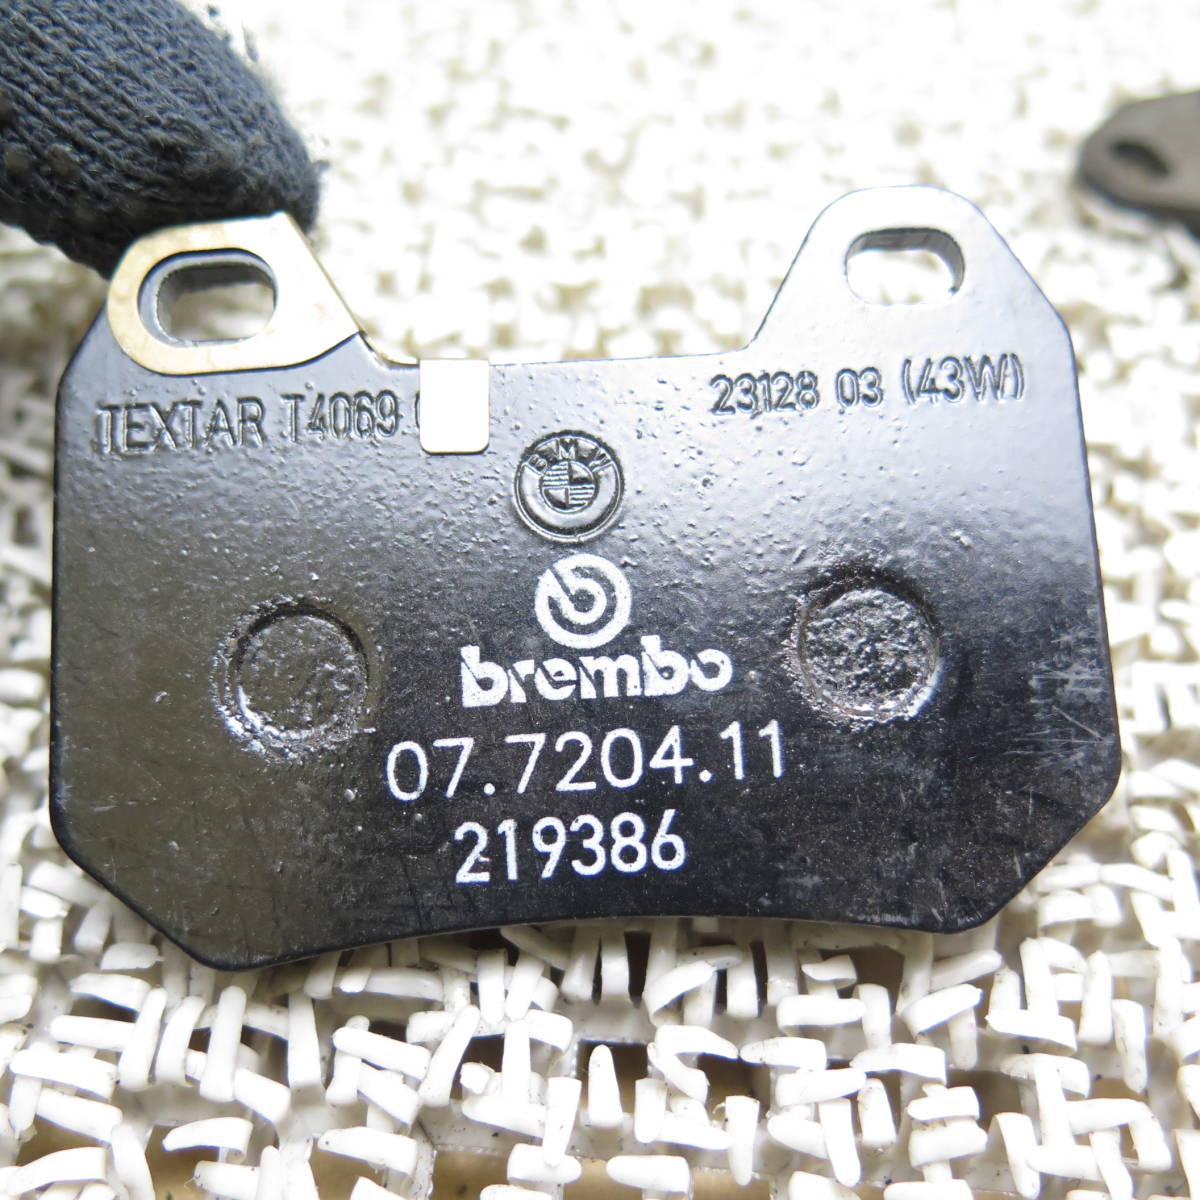 TEXTAR T4069
23128 03 (43W)
BMW
brembo
07.7204.11
219386